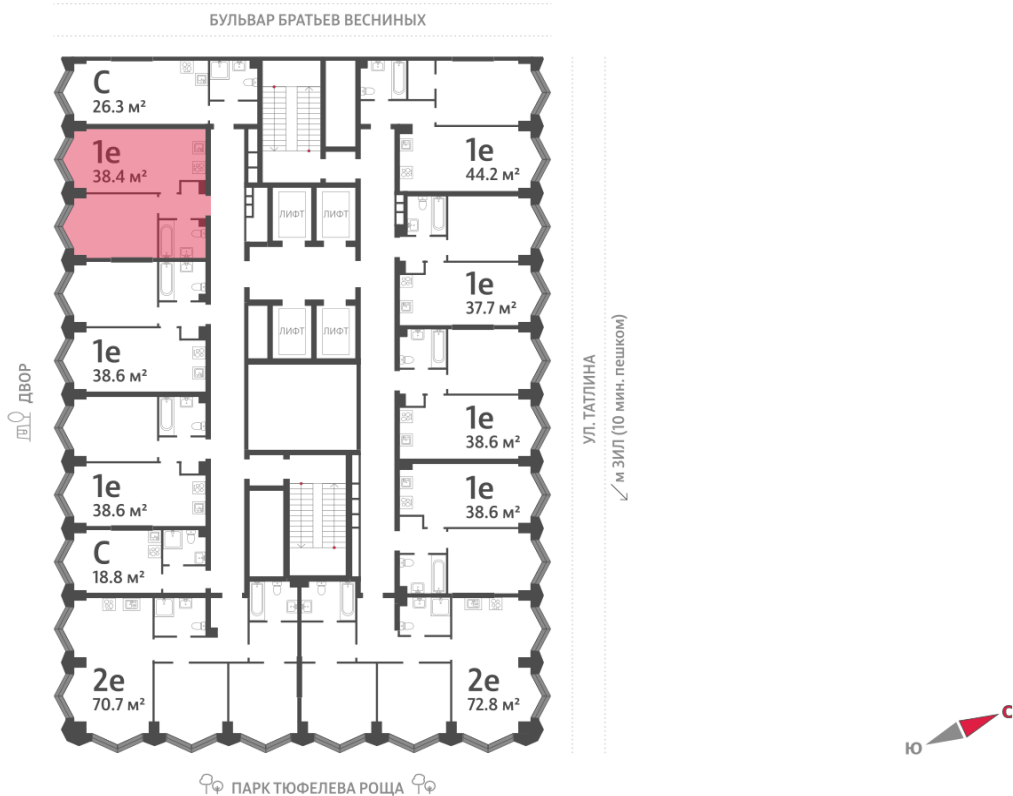 БУЛЬВАР БРАТЬЕВ ВЕСНИНЫХ
С
26.3 м²
1е
38.4 м²
1е
44.2 м²
ЛИФТ
ЛИФТ
1е
37.7 м²
ЛИФТ
ЛИФТ
1е
38.6 м²
ДВОР
УЛ. ТАТЛИНА
м ЗИЛ (10 мин. пешком)
1е
38.6 м²
1е
38.6 м²
1е
38.6 м²
С
18.8 м²
2е
70.7 м²
2е
72.8 м²
С
Ю
ПАРК ТЮФЕЛЕВА РОЩА